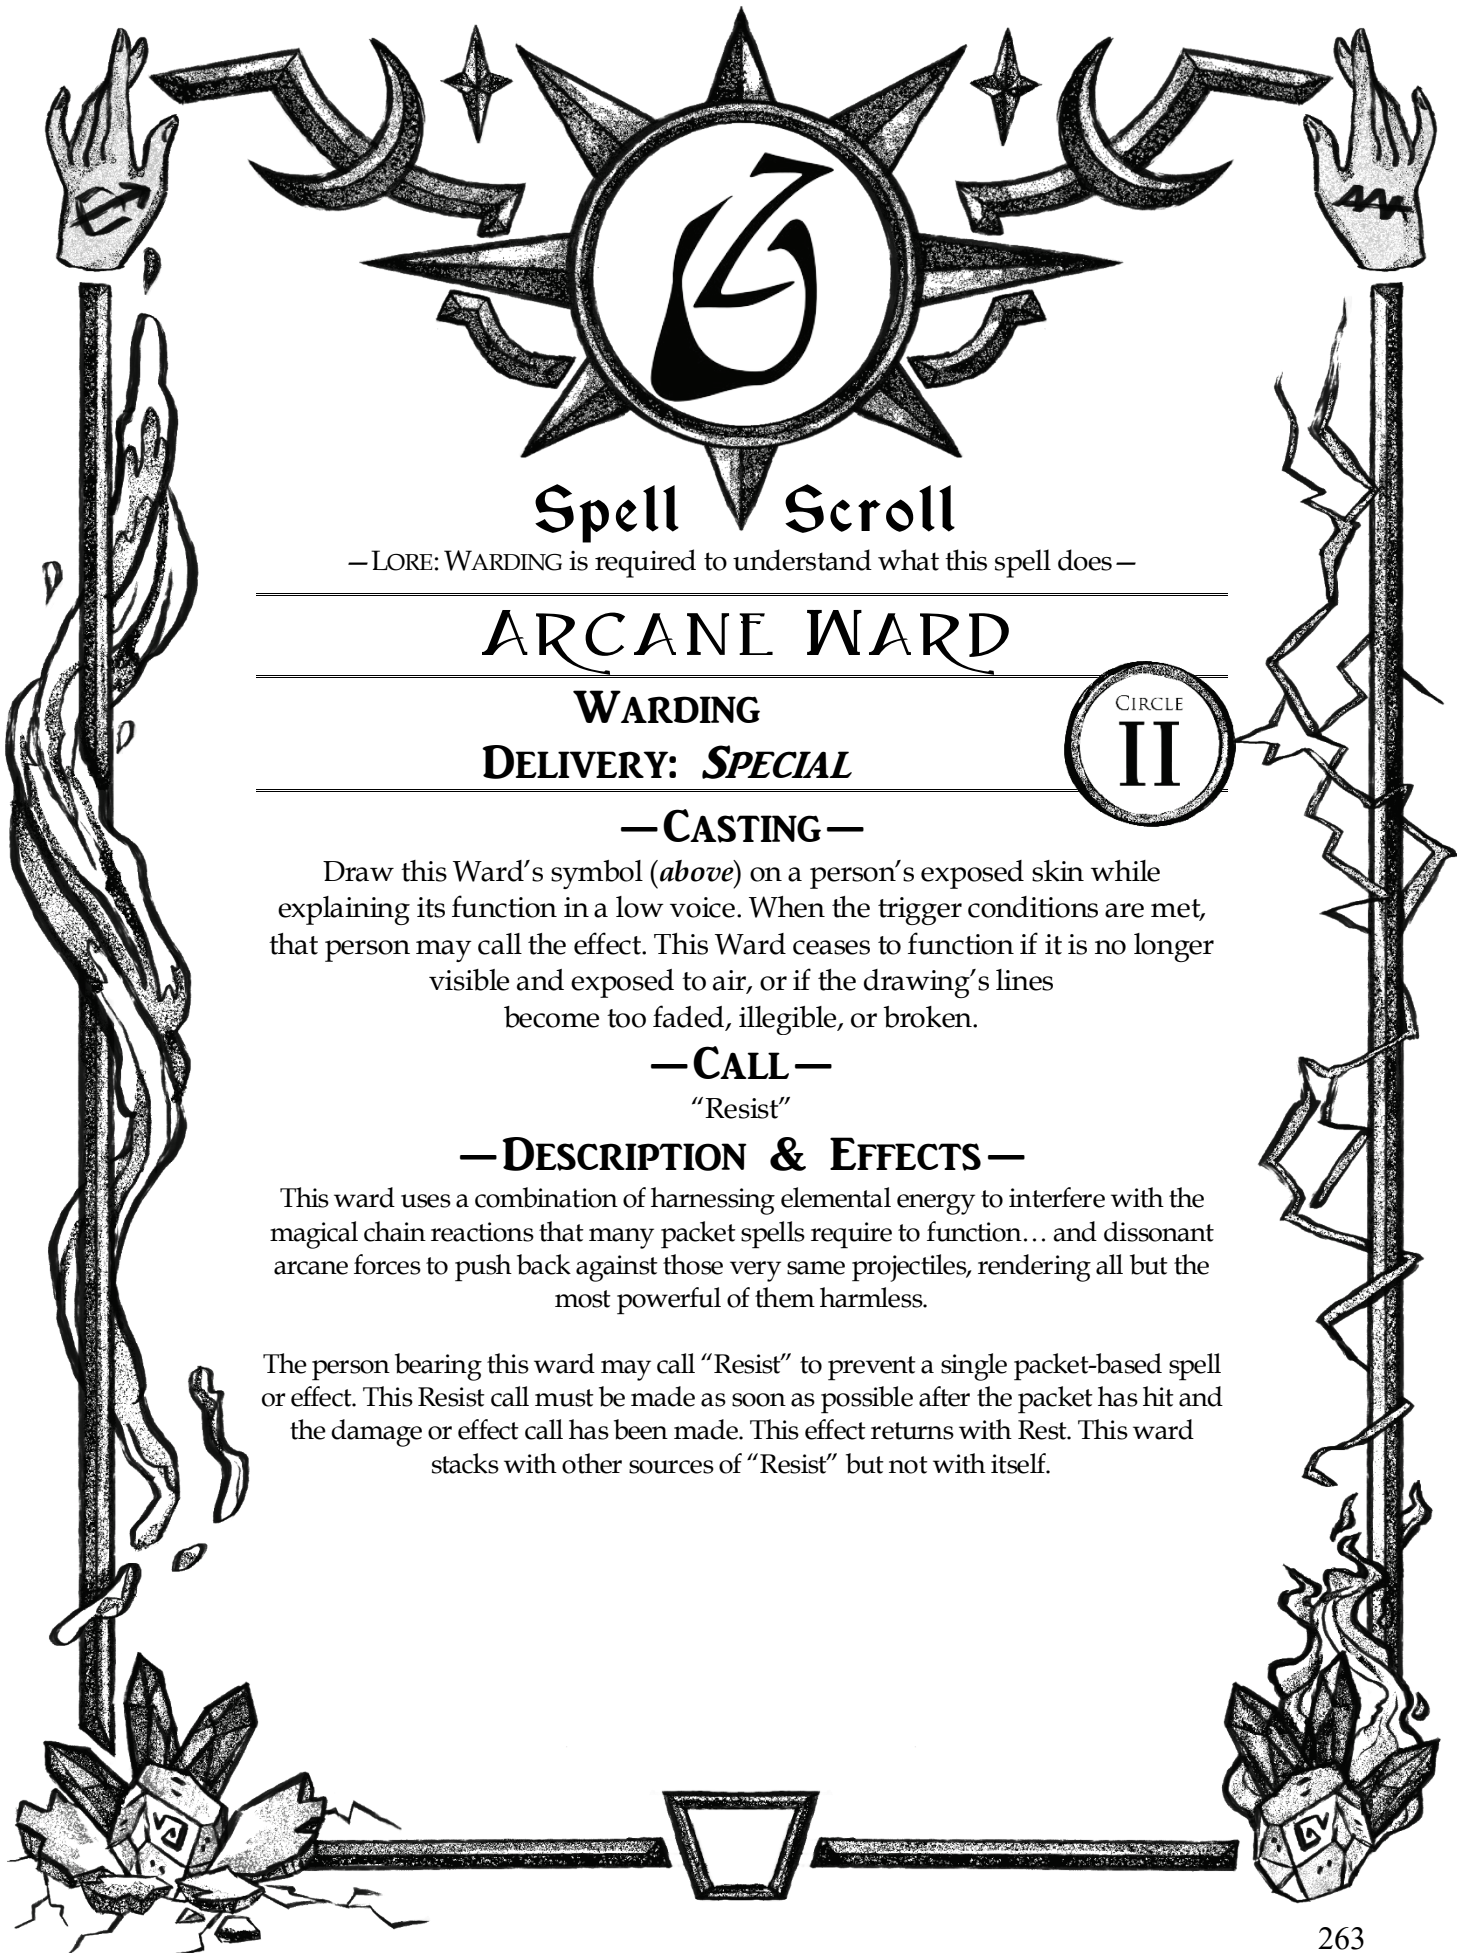 Spell Scroll
—LORE: WARDING is required to understand what this spell does—
ARCANE WARD
WARDING
CIRCLE
II
DELIVERY: SPECIAL
—CASTING—
Draw this Ward’s symbol (above) on a person’s exposed skin while
explaining its function in a low voice. When the trigger conditions are met,
that person may call the effect. This Ward ceases to function if it is no longer
visible and exposed to air, or if the drawing’s lines
become too faded, illegible, or broken.
—CALL—
“Resist”
—DESCRIPTION & EFFECTS—
This ward uses a combination of harnessing elemental energy to interfere with the
magical chain reactions that many packet spells require to function… and dissonant
arcane forces to push back against those very same projectiles, rendering all but the
most powerful of them harmless.
The person bearing this ward may call “Resist” to prevent a single packet-based spell
or effect. This Resist call must be made as soon as possible after the packet has hit and
the damage or effect call has been made. This effect returns with Rest. This ward
stacks with other sources of “Resist” but not with itself.
263